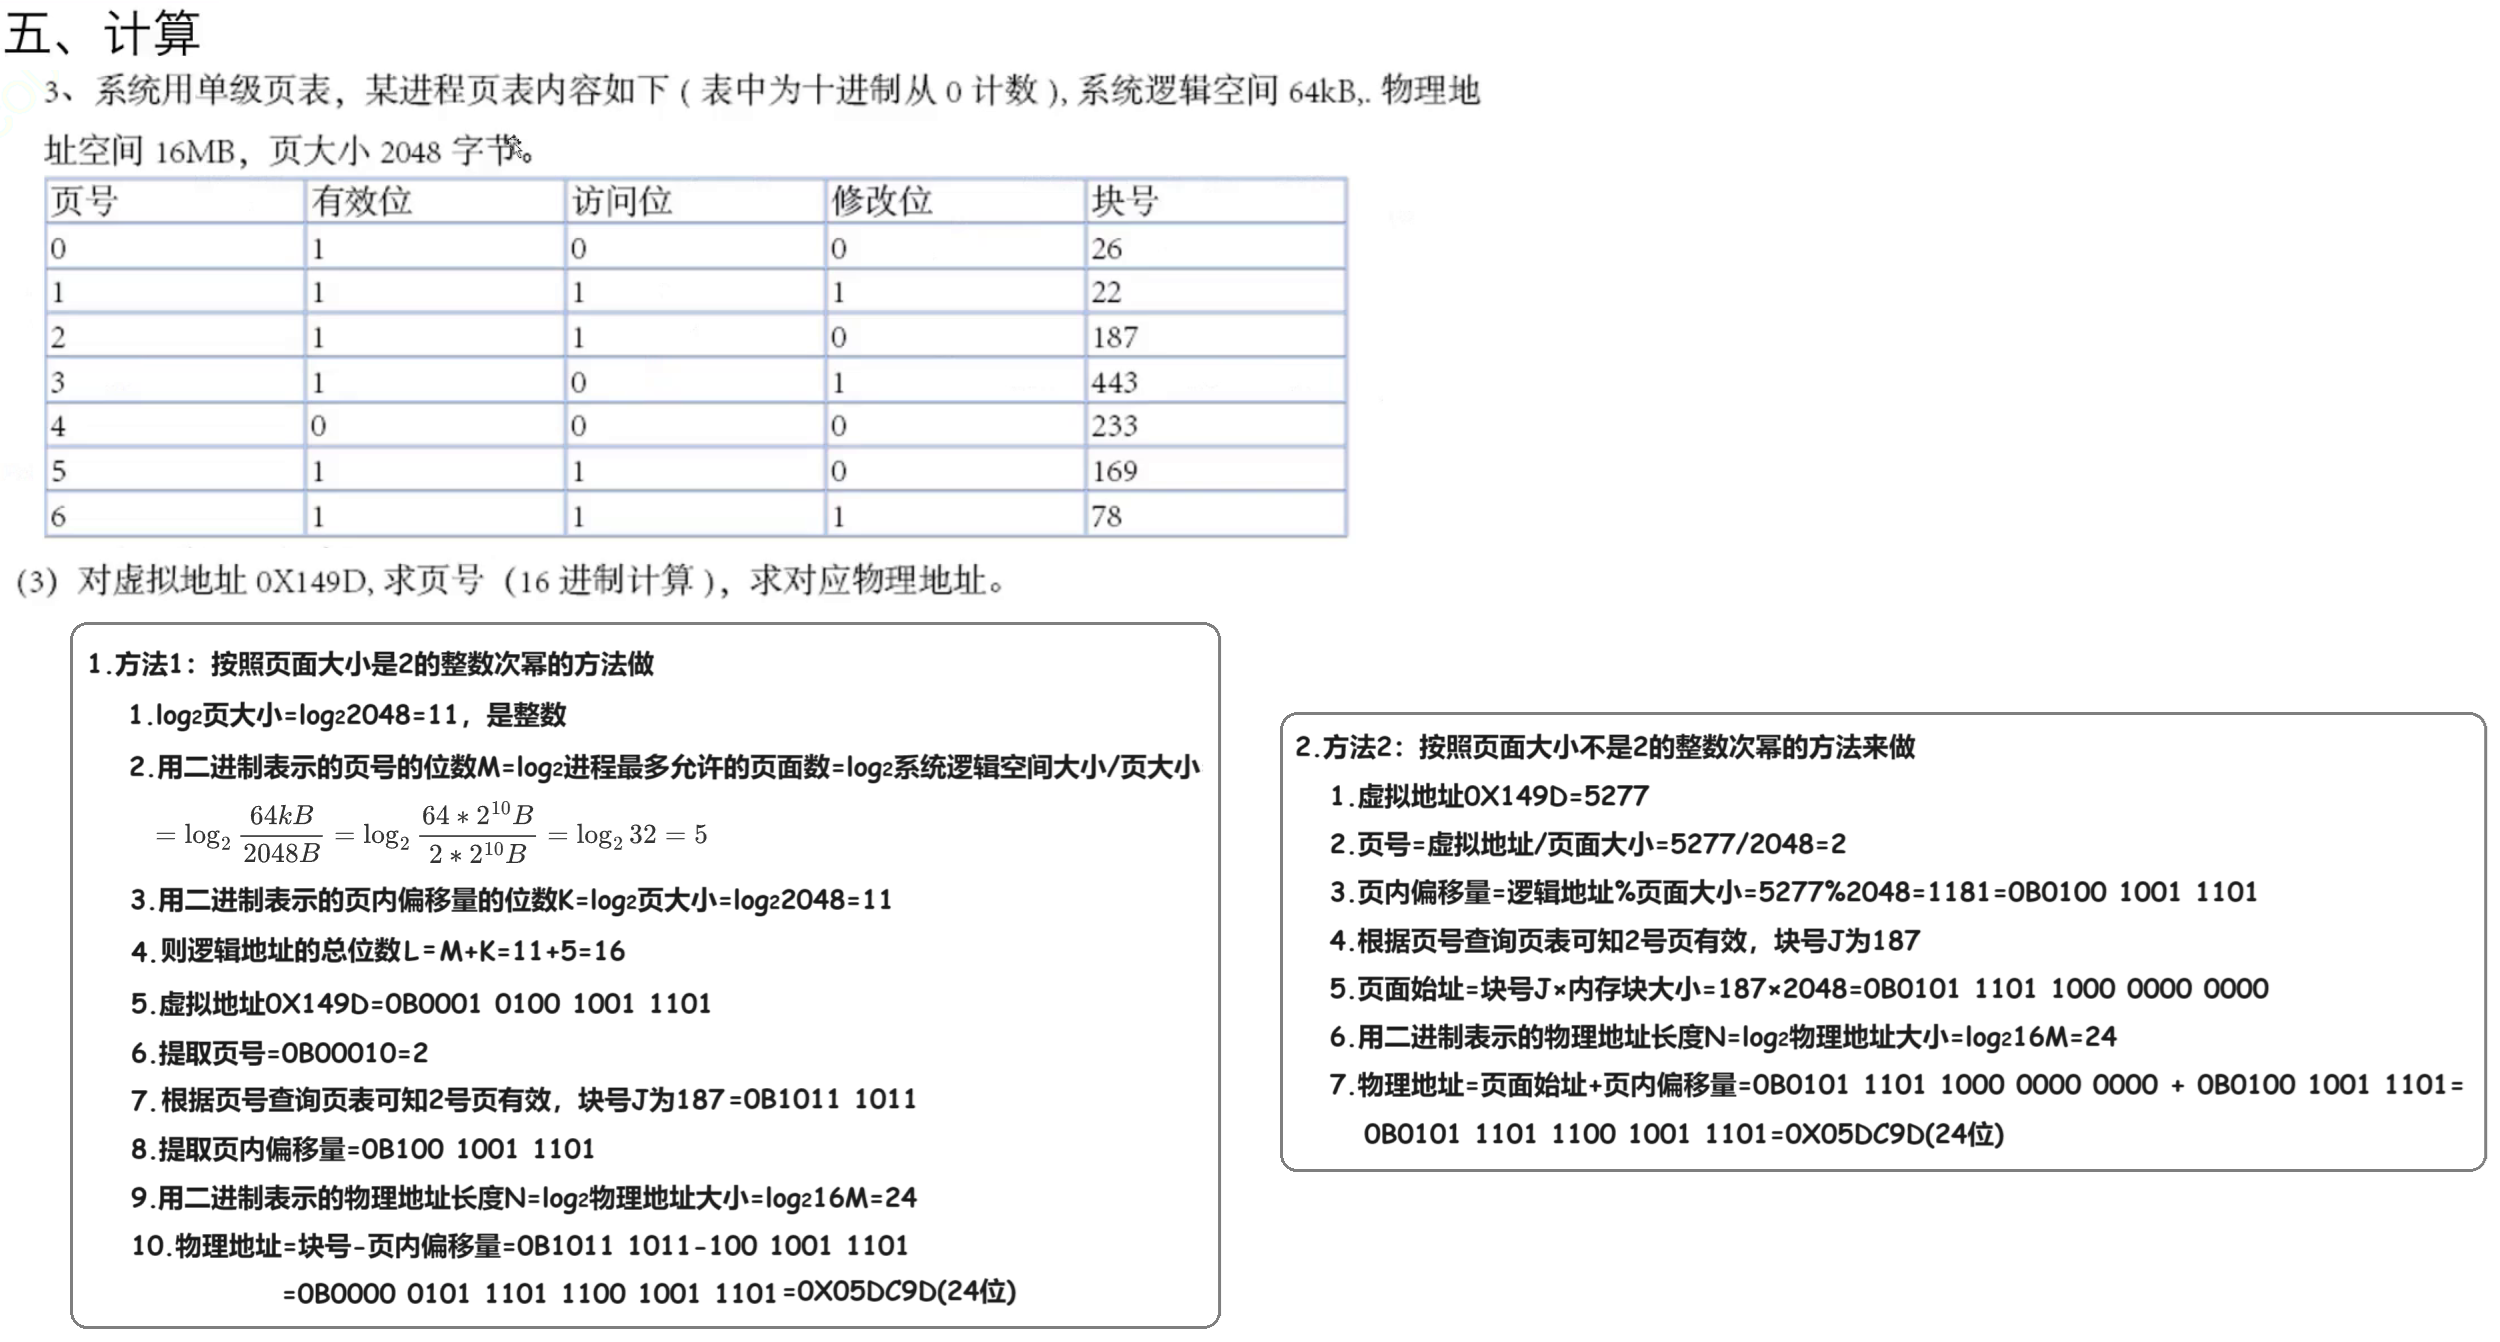 五、计算
3、系统用单级页表，某进程页表内容如下（表中为十进制从 0 计数），系统逻辑空间 64kB,. 物理地
址空间 16MB，页大小 2048 字节。
页号 有效位 访问位 修改位 块号
0 1 0 0 26
1 1 1 1 22
2 1 1 0 187
3 1 0 1 443
4 0 0 0 233
5 1 1 0 169
6 1 1 1 78
(3) 对虚拟地址 0X149D, 求页号（16 进制计算），求对应物理地址。
1.方法1：按照页面大小是2的整数次幂的方法做
1.log₂页大小=log₂2048=11，是整数
2.用二进制表示的页号的位数M=log₂进程最多允许的页面数=log₂系统逻辑空间大小/页大小
= log₂ 64kB / 2048B = log₂ 64 * 2^10 B / 2 * 2^10 B = log₂ 32 = 5
3.用二进制表示的页内偏移量的位数K=log₂页大小=log₂2048=11
4.则逻辑地址的总位数L=M+K=11+5=16
5.虚拟地址0X149D=0B0001 0100 1001 1101
6.提取页号=0B00010=2
7.根据页号查询页表可知2号页有效，块号J为187=0B1011 1011
8.提取页内偏移量=0B100 1001 1101
9.用二进制表示的物理地址长度N=log₂物理地址大小=log₂16M=24
10.物理地址=块号-页内偏移量=0B1011 1011-100 1001 1101
=0B0000 0101 1101 1100 1001 1101=0X05DC9D(24位)
2.方法2：按照页面大小不是2的整数次幂的方法来做
1.虚拟地址0X149D=5277
2.页号=虚拟地址/页面大小=5277/2048=2
3.页内偏移量=逻辑地址%页面大小=5277%2048=1181=0B0100 1001 1101
4.根据页号查询页表可知2号页有效，块号J为187
5.页面始址=块号J×内存块大小=187×2048=0B0101 1101 1000 0000 0000
6.用二进制表示的物理地址长度N=log₂物理地址大小=log₂16M=24
7.物理地址=页面始址+页内偏移量=0B0101 1101 1000 0000 0000 + 0B0100 1001 1101=
0B0101 1101 1100 1001 1101=0X05DC9D(24位)